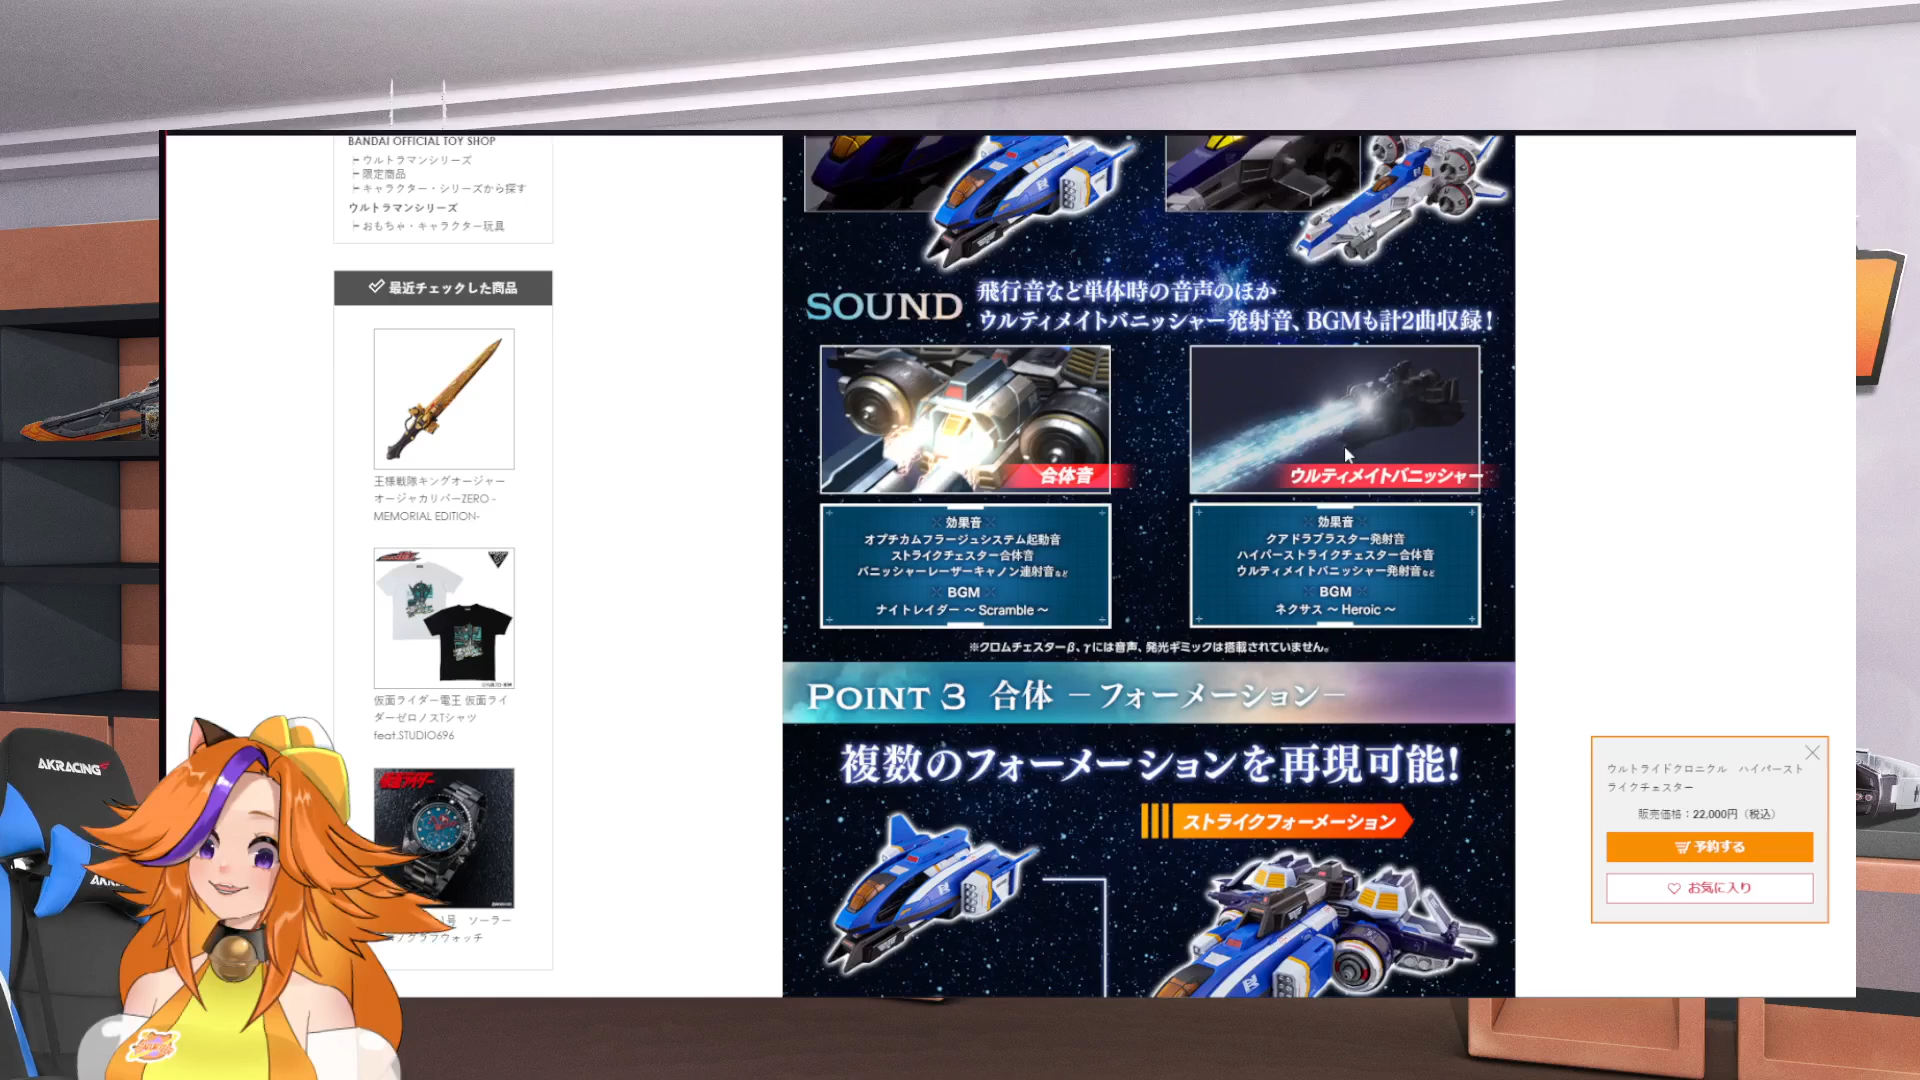 BANDAI OFFICIAL TOY SHOP
┣ウルトラマンシリーズ
┣限定商品
┣キャラクター・シリーズから探す
ウルトラマンシリーズ
┣おもちゃ・キャラクター玩具
最近チェックした商品
王様戦隊キングオージャー
オージャカリバーZERO -
MEMORIAL EDITION-
仮面ライダー電王 仮面ライ
ダーゼロノスTシャツ
feat.STUDIO696
仮面ライダー
1号 ソーラー
ノグラフウォッチ
SOUND
飛行音など単体時の音声のほか
ウルティメイトバニッシャー発射音、BGMも計2曲収録！
合体音
ウルティメイトバニッシャー
効果音
オプチカムフラージュシステム起動音
ストライクチェスター合体音
バニッシャーレーザーキャノン連射音など
BGM
ナイトレイダー ～ Scramble ～
効果音
クアドラブラスター発射音
ハイパーストライクチェスター合体音
ウルティメイトバニッシャー発射音など
BGM
ネクサス ～ Heroic ～
※クロムチェスターβ、γには音声、発光ギミックは搭載されていません。
POINT 3 合体 －フォーメーション－
複数のフォーメーションを再現可能！
ストライクフォーメーション
ウルトライドクロニクル ハイパースト
ライクチェスター
販売価格：22,000円（税込）
予約する
お気に入り
AKRACING